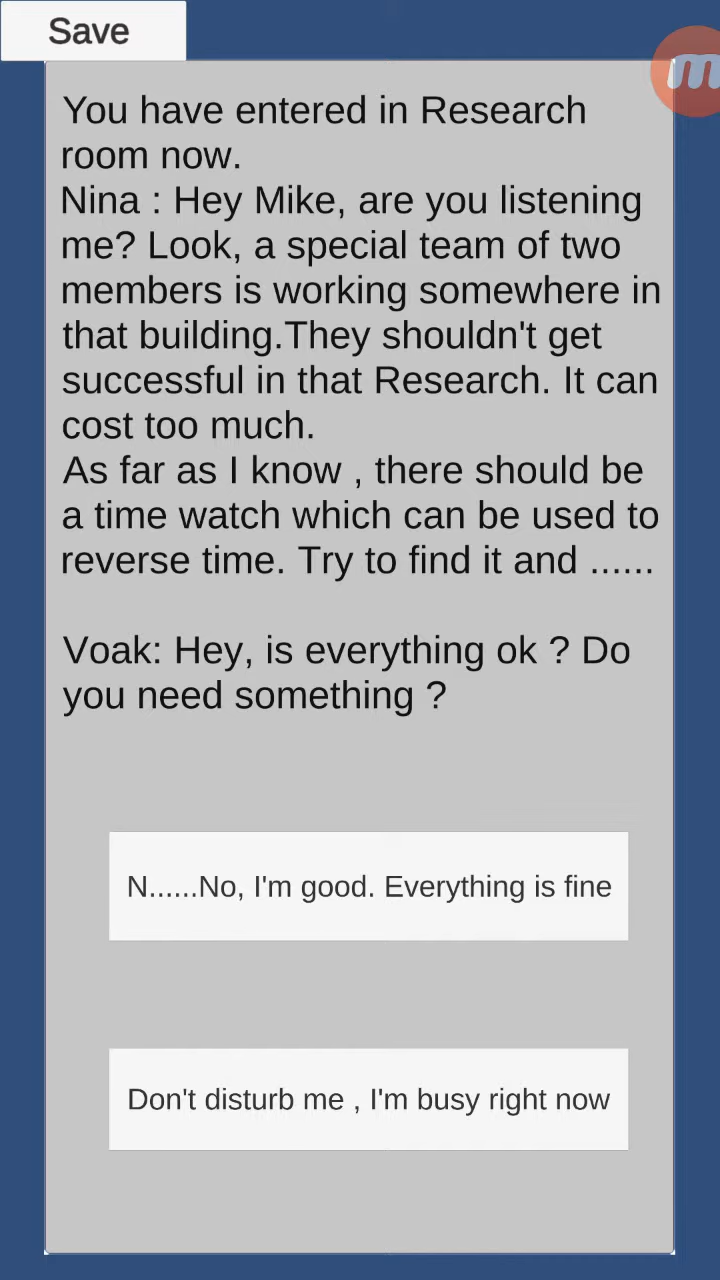 Save
You have entered in Research
room now.
Nina : Hey Mike, are you listening
me? Look, a special team of two
members is working somewhere in
that building.They shouldn't get
successful in that Research. It can
cost too much.
As far as I know , there should be
a time watch which can be used to
reverse time. Try to find it and ......
Voak: Hey, is everything ok ? Do
you need something ?
N......No, I'm good. Everything is fine
Don't disturb me , I'm busy right now